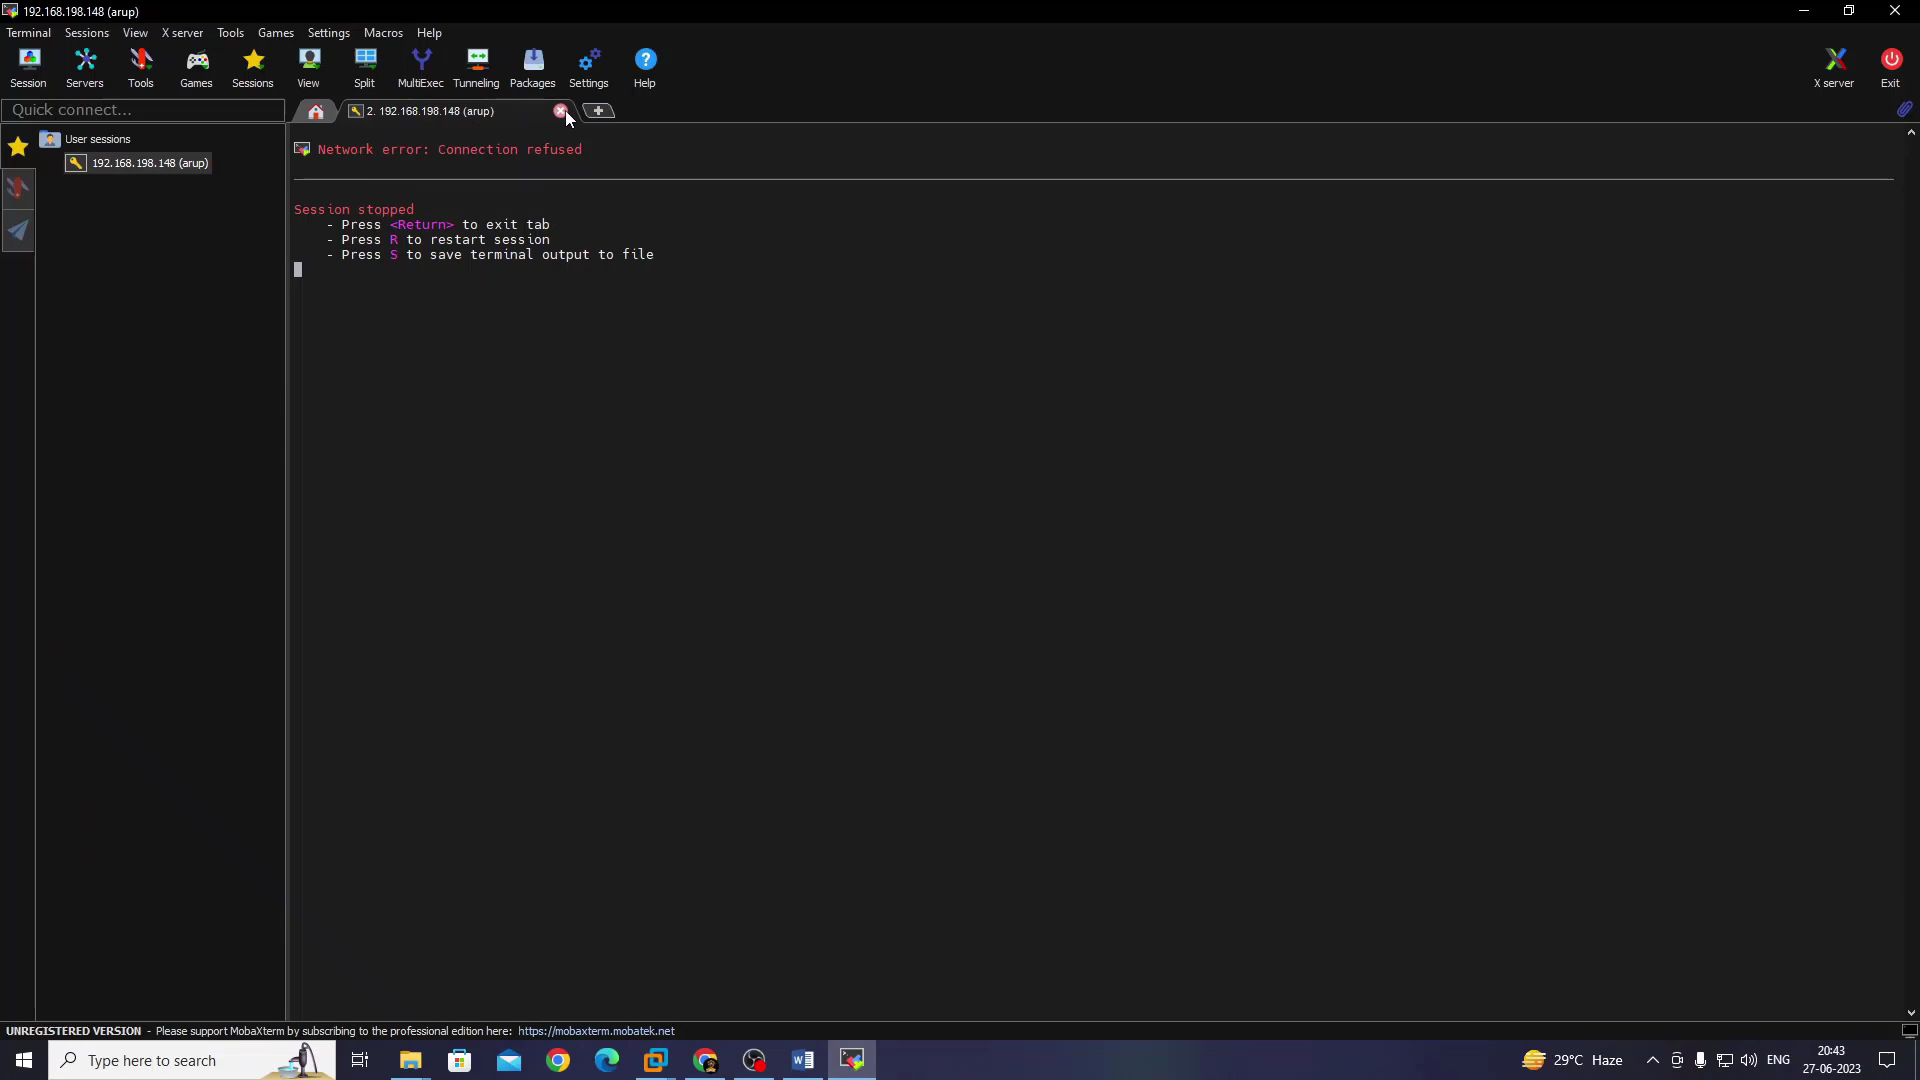 192.168.198.148 (arup)
Terminal Sessions View X server Tools Games Settings Macros Help
Session Servers Tools Games Sessions View Split MultiExec Tunneling Packages Settings Help X server Exit
Quick connect... 2. 192.168.198.148 (arup)
User sessions
192.168.198.148 (arup)
Network error: Connection refused
Session stopped
- Press <Return> to exit tab
- Press R to restart session
- Press S to save terminal output to file
UNREGISTERED VERSION - Please support MobaXterm by subscribing to the professional edition here: https://mobaxterm.mobatek.net
Type here to search 29°C Haze ENG 20:43
27-06-2023